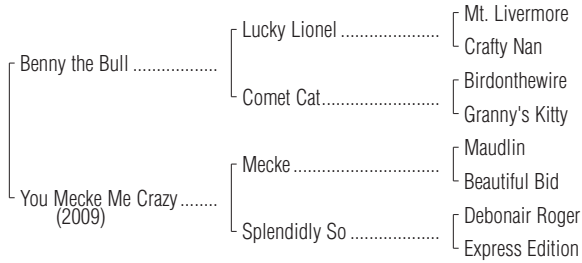 Mt. Livermore
Lucky Lionel ....................
Crafty Nan
Benny the Bull .................
Birdonthewire
Comet Cat........................
Granny's Kitty
Maudlin
Mecke.............................
Beautiful Bid
You Mecke Me Crazy........
(2009)
Debonair Roger
Splendidly So ...................
Express Edition